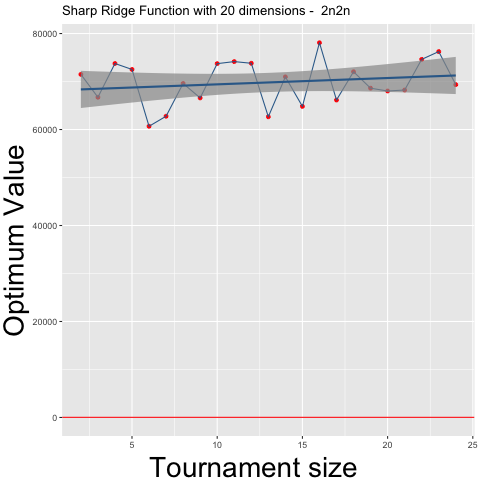 Sharp Ridge Function with 20 dimensions - 2n2n
80000
60000
40000
20000
0
Optimum Value
5 10 15 20 25
Tournament size